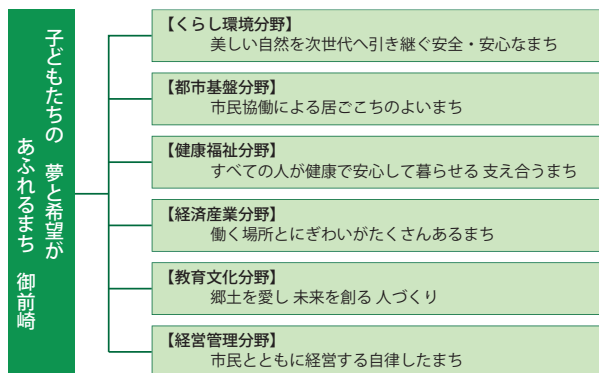 子どもたちの 夢と希望が
あふれるまち 御前崎
【くらし環境分野】
美しい自然を次世代へ引き継ぐ安全・安心なまち
【都市基盤分野】
市民協働による居ごこちのよいまち
【健康福祉分野】
すべての人が健康で安心して暮らせる 支え合うまち
【経済産業分野】
働く場所とにぎわいがたくさんあるまち
【教育文化分野】
郷土を愛し 未来を創る 人づくり
【経営管理分野】
市民とともに経営する自律したまち